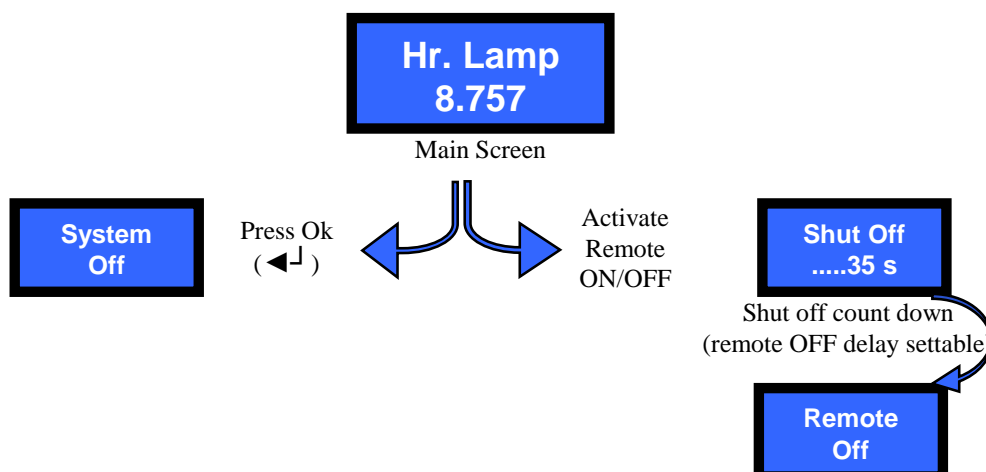 Hr. Lamp
8.757
Main Screen
System
Off
Press Ok
(◄┘)
Activate
Remote
ON/OFF
Shut Off
.....35 s
Shut off count down
(remote OFF delay settable)
Remote
Off